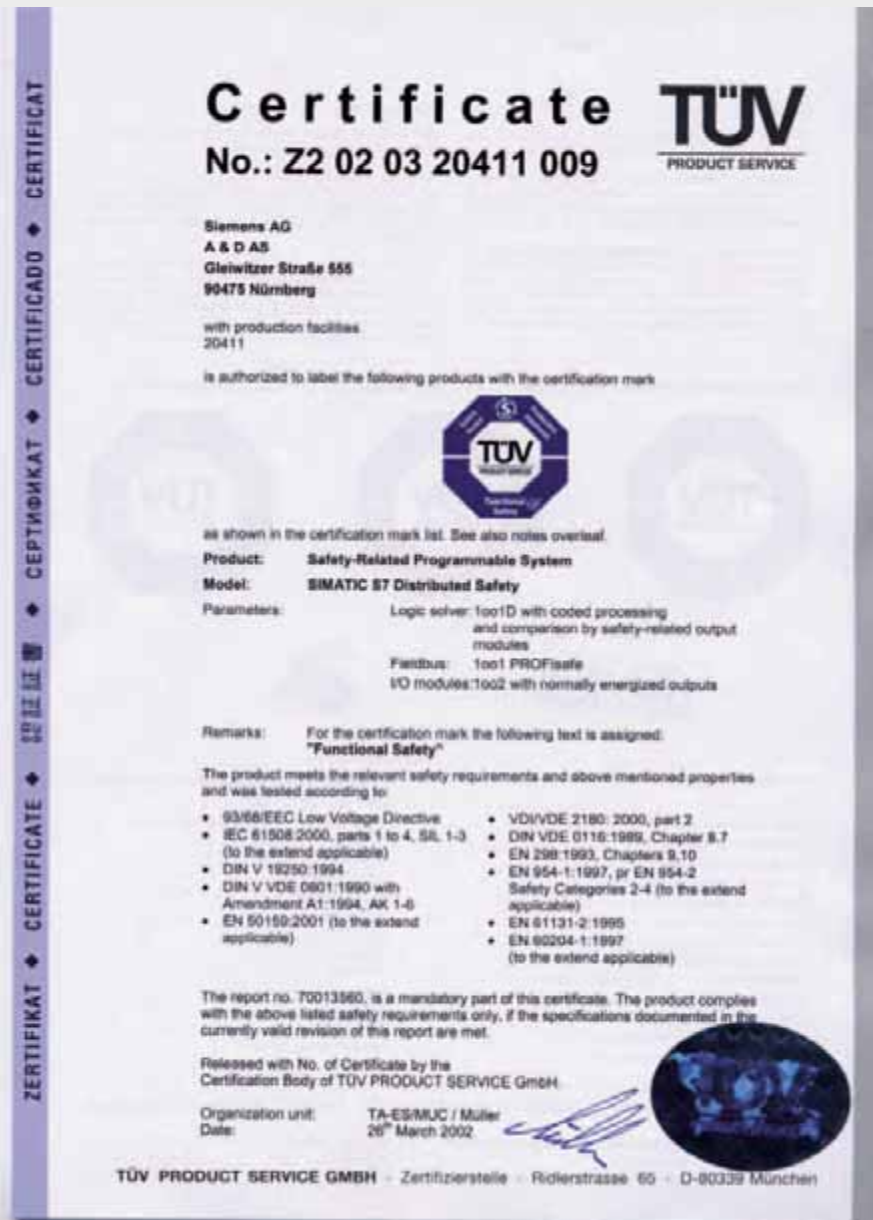 Certificate
No.: Z2 02 03 20411 009
TÜV
PRODUCT SERVICE
Siemens AG
A & D AS
Gleiwitzer Straße 555
90475 Nürnberg
with production facilities
20411
is authorized to label the following products with the certification mark
TÜV
PRODUCT SERVICE
Functional
Safety
as shown in the certification mark list. See also notes overleaf.
Product: Safety-Related Programmable System
Model: SIMATIC S7 Distributed Safety
Parameters: Logic solver: 1oo1D with coded processing
and comparison by safety-related output
modules
Fieldbus: 1oo1 PROFIsafe
I/O modules: 1oo2 with normally energized outputs
Remarks: For the certification mark the following text is assigned:
"Functional Safety"
The product meets the relevant safety requirements and above mentioned properties
and was tested according to:
• 93/68/EEC Low Voltage Directive
• IEC 61508:2000, parts 1 to 4, SIL 1-3
(to the extend applicable)
• DIN V 19250:1994
• DIN V VDE 0801:1990 with
Amendment A1:1994, AK 1-6
• EN 50159:2001 (to the extend
applicable)
• VDI/VDE 2180: 2000, part 2
• DIN VDE 0116:1989, Chapter 8.7
• EN 298:1993, Chapters 9,10
• EN 954-1:1997, pr EN 954-2
Safety Categories 2-4 (to the extend
applicable)
• EN 61131-2:1995
• EN 60204-1:1997
(to the extend applicable)
The report no. 70013560, is a mandatory part of this certificate. The product complies
with the above listed safety requirements only, if the specifications documented in the
currently valid revision of this report are met.
Released with No. of Certificate by the
Certification Body of TÜV PRODUCT SERVICE GmbH.
Organization unit: TA-ES/MUC / Müller
Date: 26th March 2002
TÜV PRODUCT SERVICE GMBH - Zertifizierstelle - Ridlerstrasse 65 - D-80339 München
ZERTIFIKAT ◆ CERTIFICATE ◆ 認証証書 ◆ СЕРТИФИКАТ ◆ CERTIFICADO ◆ CERTIFICAT